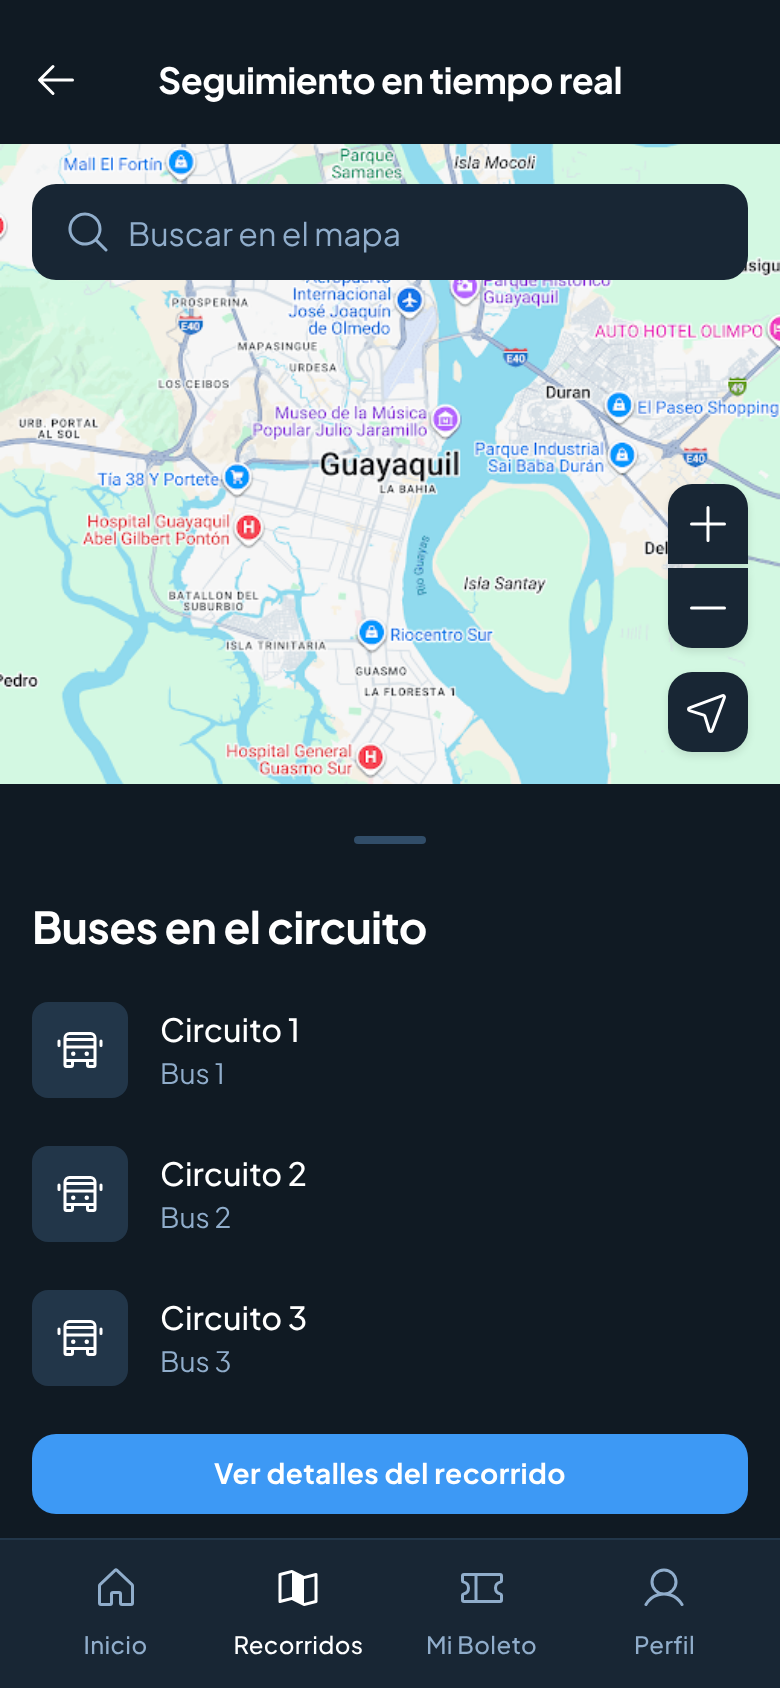 Seguimiento en tiempo real
Mall El Fortín
Parque
Samanes
Isla Mocoli
Buscar en el mapa
Internacional
José Joaquín
de Olmedo
Parque Histórico
Guayaquil
PROSPERINA
E40
MAPASINGUE
URDESA
AUTO HOTEL OLIMPO
E40
LOS CEIBOS
Duran
49
El Paseo Shopping
URB. PORTAL
AL SOL
Museo de la Música
Popular Julio Jaramillo
Parque Industrial
Sai Baba Durán
E40
Guayaquil
LA BAHIA
Tía 38 Y Portete
Hospital Guayaquil
Abel Gilbert Pontón
H
Río Guayas
Isla Santay
BATALLON DEL
SUBURBIO
Riocentro Sur
ISLA TRINITARIA
GUASMO
LA FLORESTA 1
Pedro
Hospital General
Guasmo Sur
H
Buses en el circuito
Circuito 1
Bus 1
Circuito 2
Bus 2
Circuito 3
Bus 3
Ver detalles del recorrido
Inicio
Recorridos
Mi Boleto
Perfil